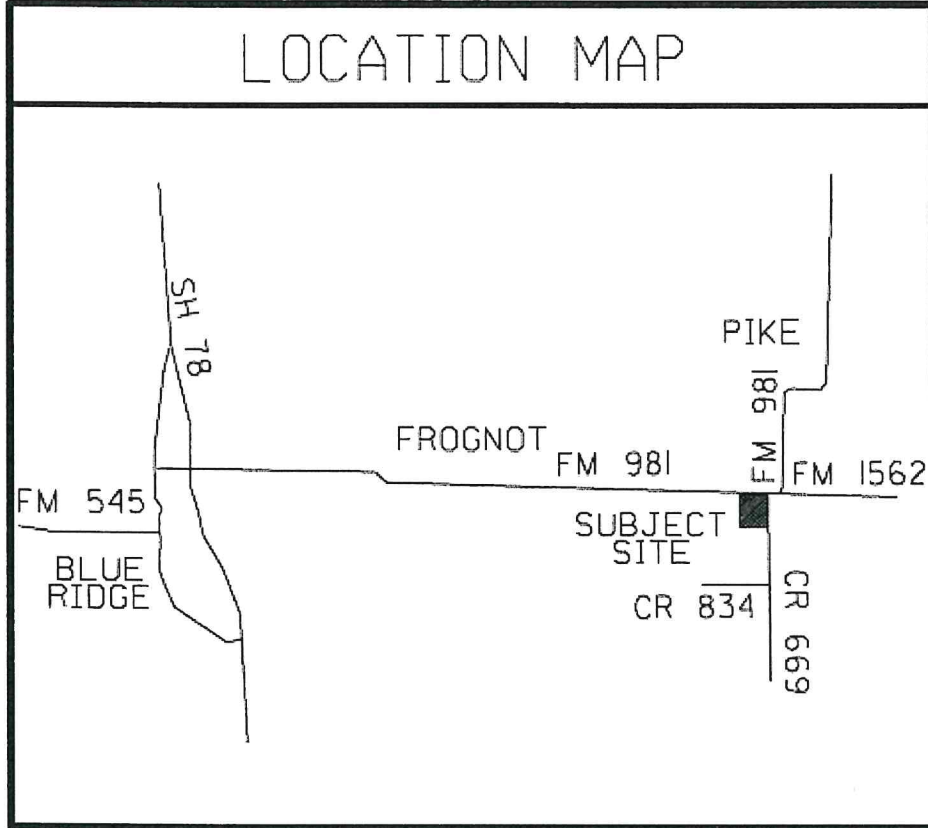 LOCATION MAP
SH 78
PIKE
FM 981
FROGNOT
FM 981
FM 1562
FM 545
SUBJECT
SITE
BLUE
RIDGE
CR 834
CR 669